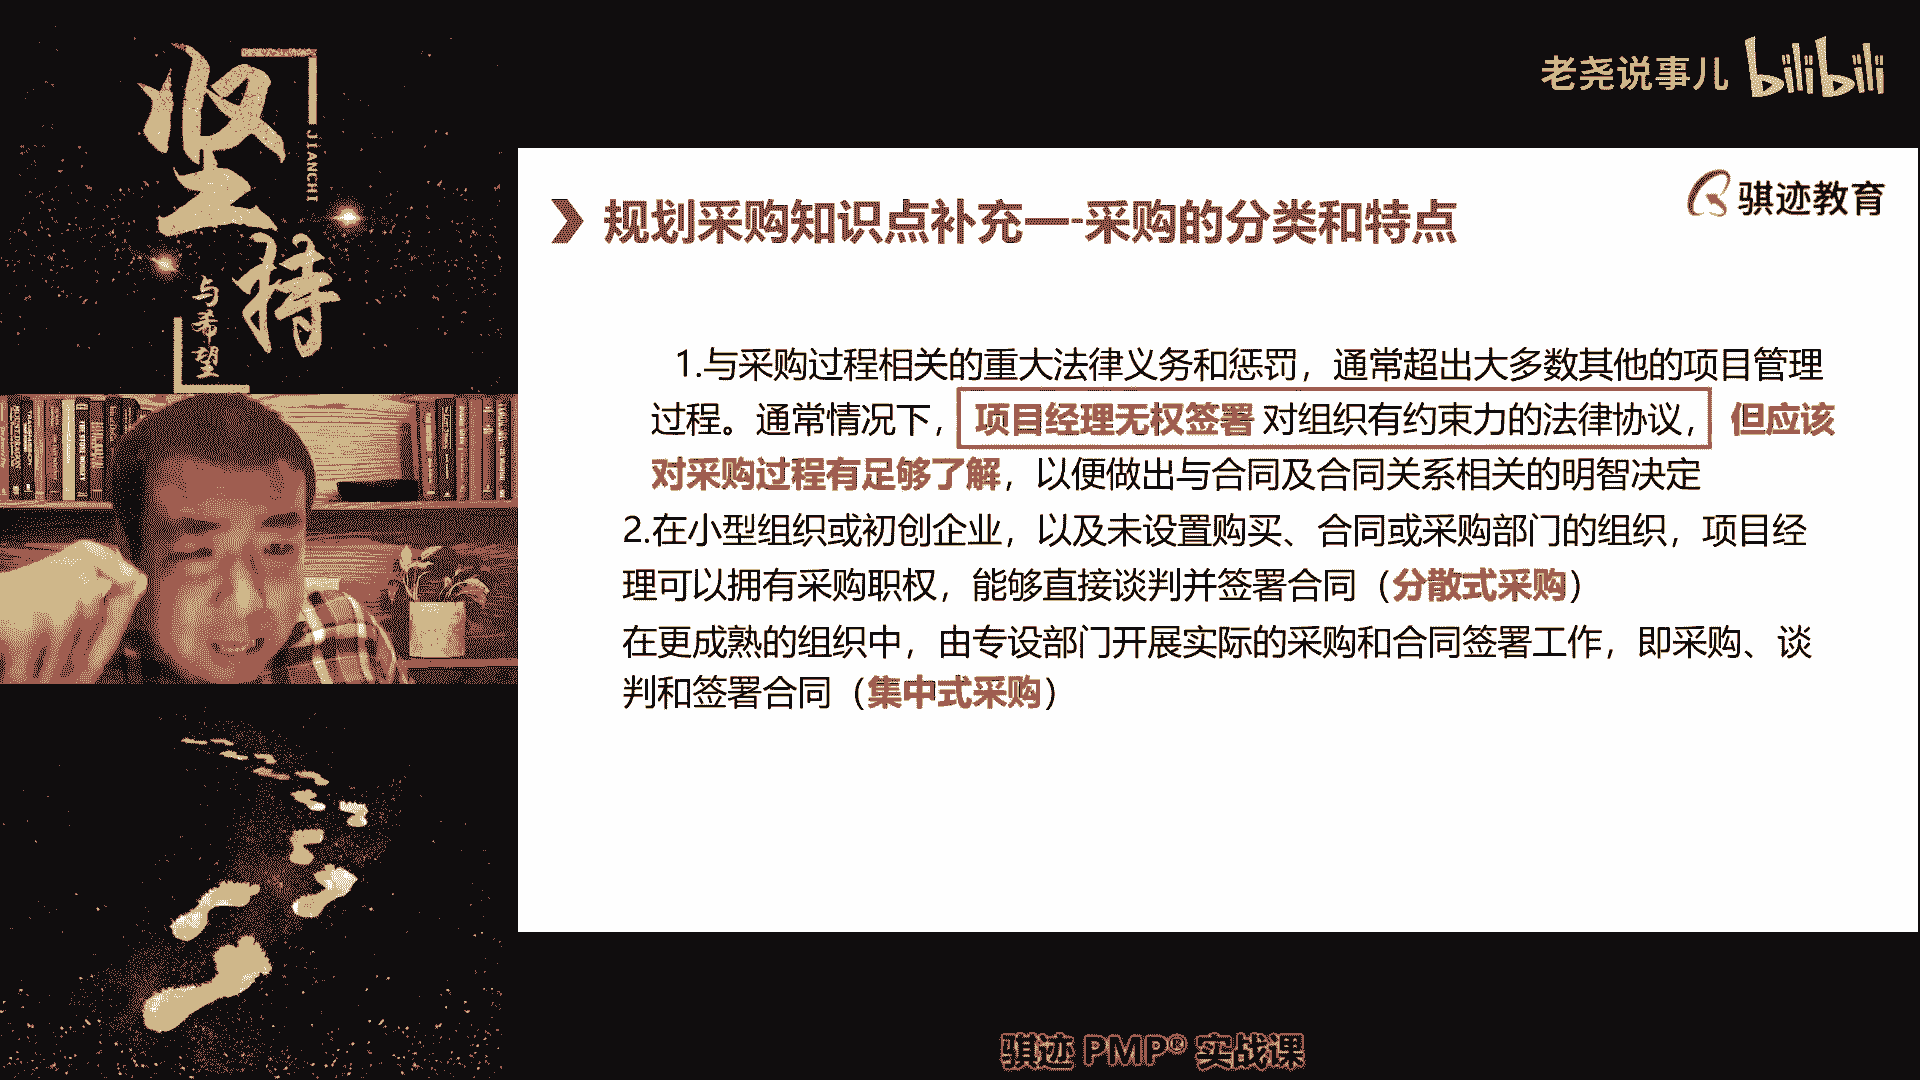 坚持
JIANCHI
与希望
老尧说事儿 bilibili
骐迹教育
规划采购知识点补充一-采购的分类和特点
1.与采购过程相关的重大法律义务和惩罚，通常超出大多数其他的项目管理
过程。通常情况下，项目经理无权签署 对组织有约束力的法律协议，但应该
对采购过程有足够了解，以便做出与合同及合同关系相关的明智决定
2.在小型组织或初创企业，以及未设置购买、合同或采购部门的组织，项目经
理可以拥有采购职权，能够直接谈判并签署合同（分散式采购）
在更成熟的组织中，由专设部门开展实际的采购和合同签署工作，即采购、谈
判和签署合同（集中式采购）
骐迹 PMP® 实战课